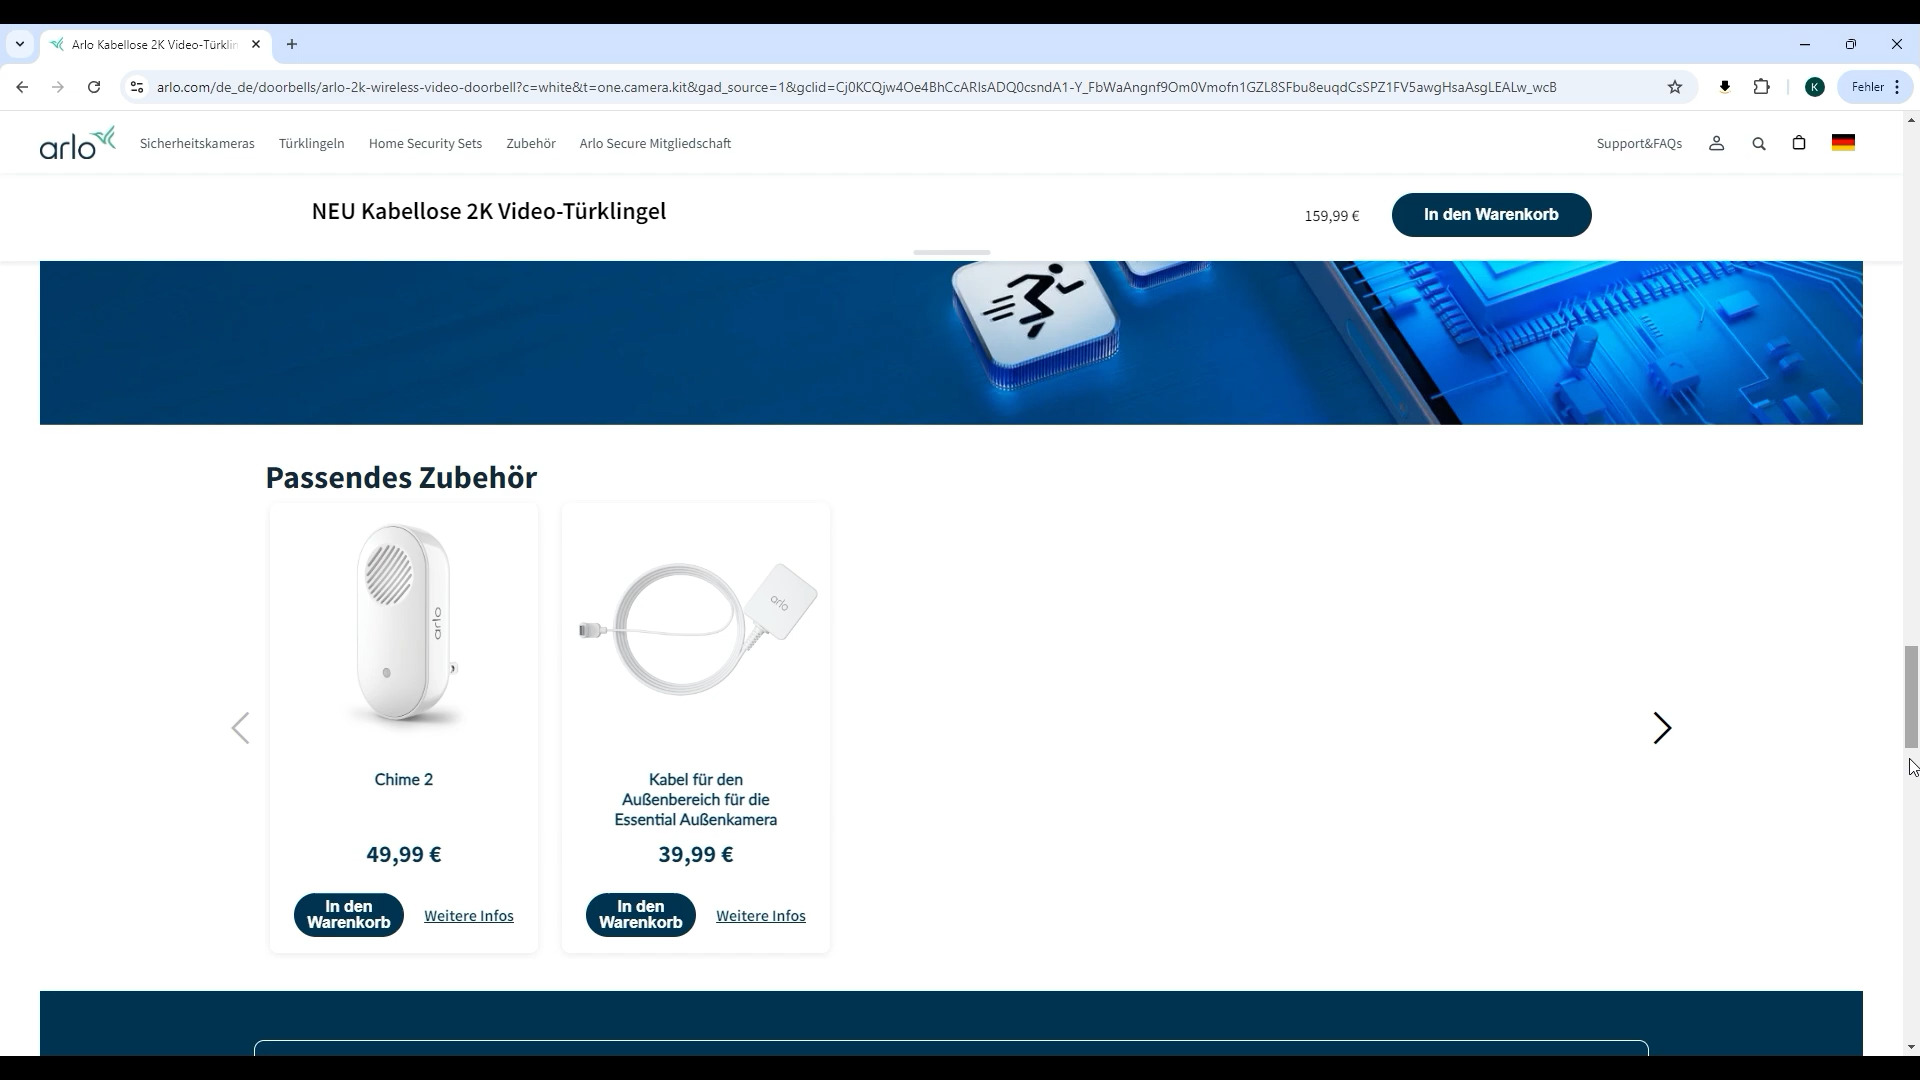 Arlo Kabellose 2K Video-Türklin
arlo.com/de_de/doorbells/arlo-2k-wireless-video-doorbell?c=white&t=one.camera.kit&gad_source=1&gclid=Cj0KCQjw4Oe4BhCcARIsADQ0csndA1-Y_FbWaAngnf9Om0Vmofn1GZL8SFbu8euqdCsSPZ1FV5awgHsaAsgLEALw_wcB
K
Fehler
arlo
Sicherheitskameras
Türklingeln
Home Security Sets
Zubehör
Arlo Secure Mitgliedschaft
Support&FAQs
NEU Kabellose 2K Video-Türklingel
159,99 €
In den Warenkorb
Passendes Zubehör
arlo
arlo
Chime 2
49,99 €
In den
Warenkorb
Weitere Infos
Kabel für den
Außenbereich für die
Essential Außenkamera
39,99 €
In den
Warenkorb
Weitere Infos